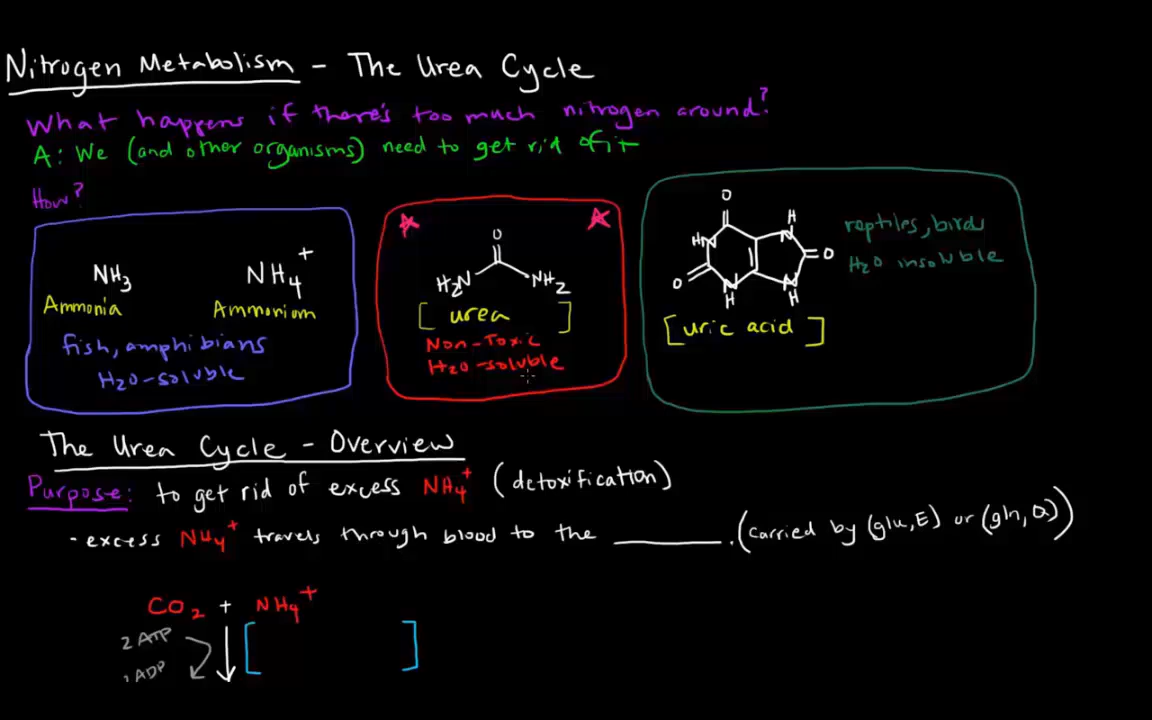 Nitrogen Metabolism - The Urea Cycle
What happens if there's too much nitrogen around?
A: We (and other organisms) need to get rid of it
How?
NH3
NH4+
Ammonia
Ammonium
fish, amphibians
H2O-soluble
O
H2N
NH2
[urea]
Non-Toxic
H2O-soluble
O
HN
H
N
O
O
N
H
N
H
[uric acid]
reptiles, birds
H2O insoluble
The Urea Cycle - Overview
Purpose: to get rid of excess NH4+ (detoxification)
- excess NH4+ travels through blood to the ________. (carried by (glu, E) or (gln, Q))
CO2 + NH4+
2 ATP [ ]
ADP